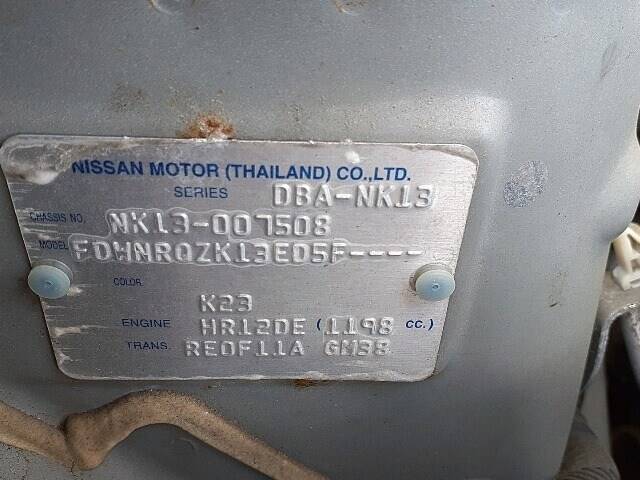 NISSAN MOTOR (THAILAND) CO.,LTD.
SERIES DBA-NK13
CHASSIS NO. NK13-007508
MODEL FDWNRQZK13EDSF----
COLOR
K23
ENGINE HR12DE (1198 CC.)
TRANS. RE0F11A GM38